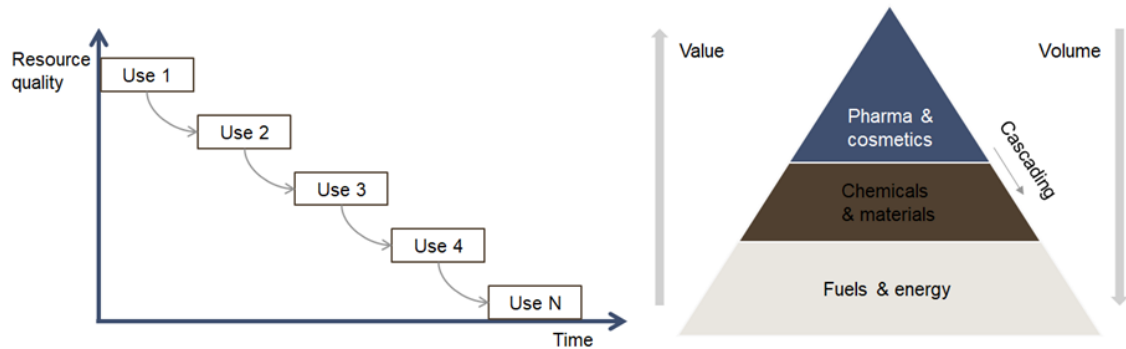 Resource
quality
Use 1
Use 2
Use 3
Use 4
Use N
Time
Value
Volume
Pharma &
cosmetics
Cascading
Chemicals
& materials
Fuels & energy